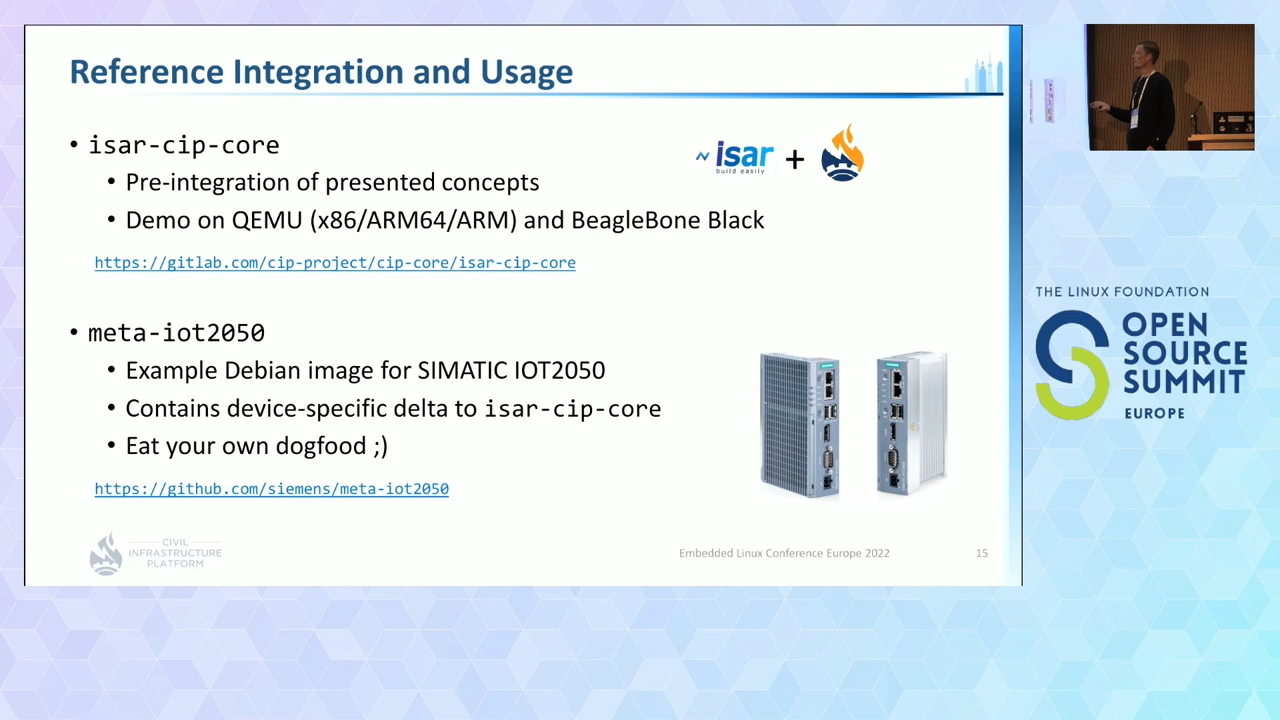 Reference Integration and Usage
• isar-cip-core
• Pre-integration of presented concepts
• Demo on QEMU (x86/ARM64/ARM) and BeagleBone Black
https://gitlab.com/cip-project/cip-core/isar-cip-core
isar
build easily
+
• meta-iot2050
• Example Debian image for SIMATIC IOT2050
• Contains device-specific delta to isar-cip-core
• Eat your own dogfood ;)
https://github.com/siemens/meta-iot2050
CIVIL
INFRASTRUCTURE
PLATFORM
Embedded Linux Conference Europe 2022
15
THE LINUX FOUNDATION
OPEN
SOURCE
SUMMIT
EUROPE